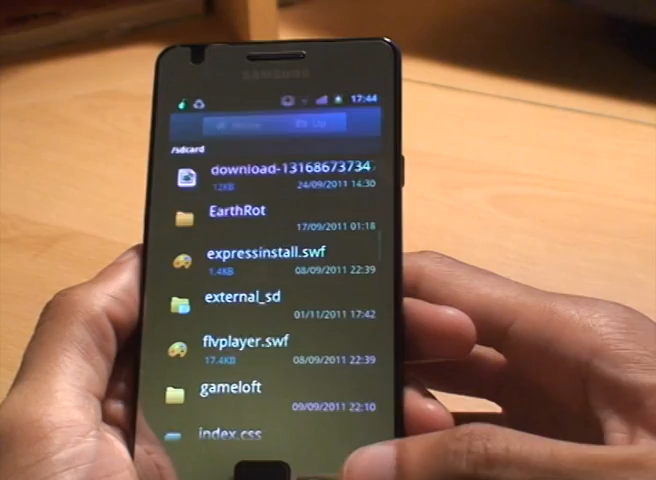 SAMSUNG
17:44
Home Up
/sdcard
download-13168673734
12KB 24/09/2011 14:30
EarthRot
17/09/2011 01:18
expressinstall.swf
1.4KB 08/09/2011 22:39
external_sd
01/11/2011 17:42
flvplayer.swf
17.4KB 08/09/2011 22:39
gameloft
09/09/2011 22:10
index.css